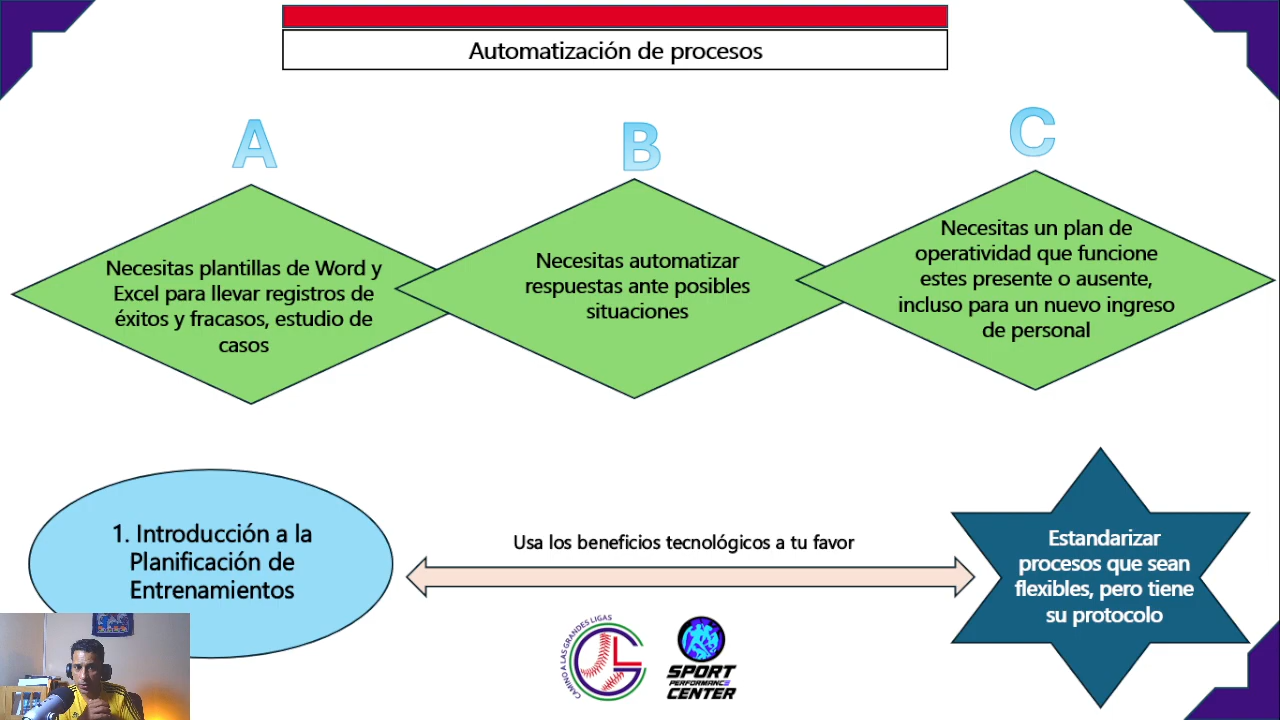 Automatización de procesos
A
B
C
Necesitas plantillas de Word y
Excel para llevar registros de
éxitos y fracasos, estudio de
casos
Necesitas automatizar
respuestas ante posibles
situaciones
Necesitas un plan de
operatividad que funcione
estes presente o ausente,
incluso para un nuevo ingreso
de personal
1. Introducción a la
Planificación de
Entrenamientos
Usa los beneficios tecnológicos a tu favor
Estandarizar
procesos que sean
flexibles, pero tiene
su protocolo
CAMINO A LAS GRANDES LIGAS
SPORT
PERFORMANCE
CENTER